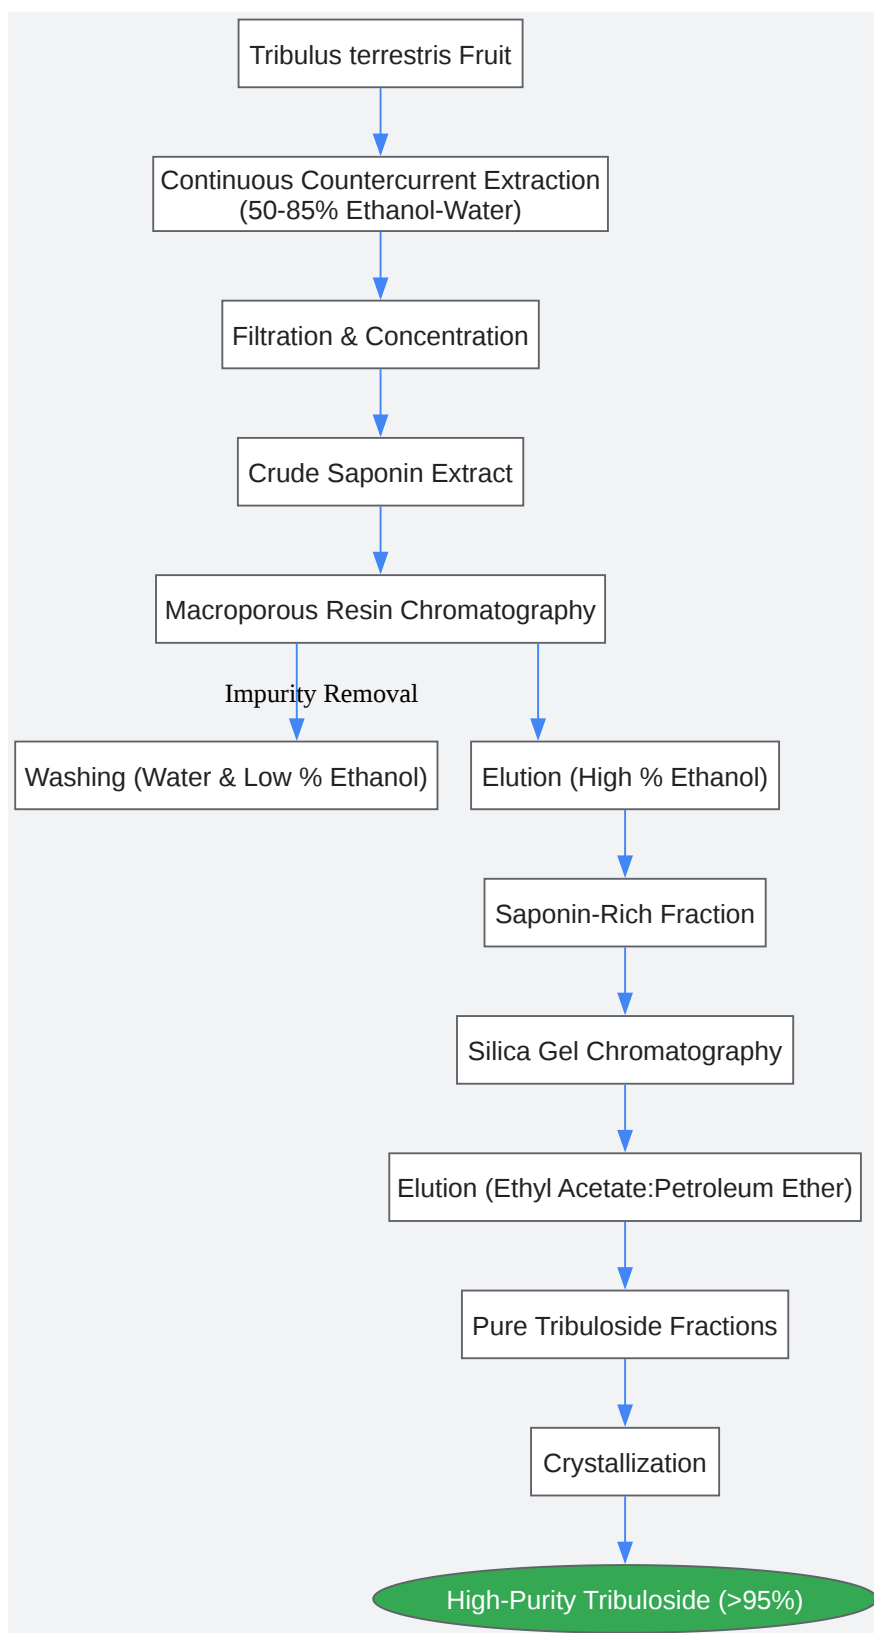 Tribulus terrestris Fruit
Continuous Countercurrent Extraction
(50-85% Ethanol-Water)
Filtration & Concentration
Crude Saponin Extract
Macroporous Resin Chromatography
Impurity Removal
Washing (Water & Low % Ethanol)
Elution (High % Ethanol)
Saponin-Rich Fraction
Silica Gel Chromatography
Elution (Ethyl Acetate:Petroleum Ether)
Pure Tribuloside Fractions
Crystallization
High-Purity Tribuloside (>95%)